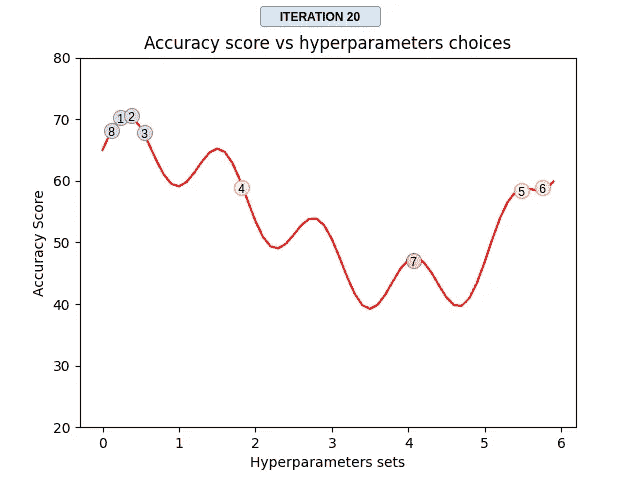 ITERATION 20
Accuracy score vs hyperparameters choices
80
70
60
50
40
30
20
Accuracy Score
8 1 2 3 4 5 6 7
0 1 2 3 4 5 6
Hyperparameters sets